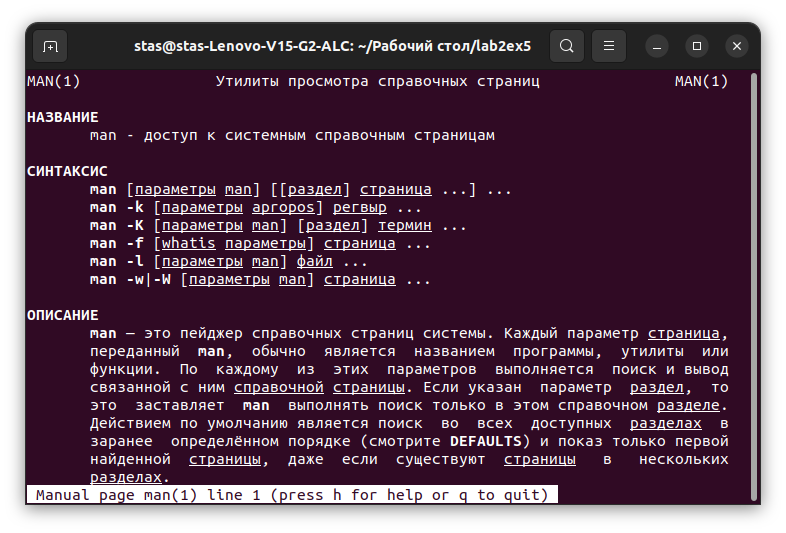 stas@stas-Lenovo-V15-G2-ALC: ~/Рабочий стол/lab2ex5
MAN(1) Утилиты просмотра справочных страниц MAN(1)
НАЗВАНИЕ
man - доступ к системным справочным страницам
СИНТАКСИС
man [параметры man] [[раздел] страница ...] ...
man -k [параметры apropos] регвыр ...
man -K [параметры man] [раздел] термин ...
man -f [whatis параметры] страница ...
man -l [параметры man] файл ...
man -w|-W [параметры man] страница ...
ОПИСАНИЕ
man — это пейджер справочных страниц системы. Каждый параметр страница,
переданный man, обычно является названием программы, утилиты или
функции. По каждому из этих параметров выполняется поиск и вывод
связанной с ним справочной страницы. Если указан параметр раздел, то
это заставляет man выполнять поиск только в этом справочном разделе.
Действием по умолчанию является поиск во всех доступных разделах в
заранее определённом порядке (смотрите DEFAULTS) и показ только первой
найденной страницы, даже если существуют страницы в нескольких
разделах.
Manual page man(1) line 1 (press h for help or q to quit)